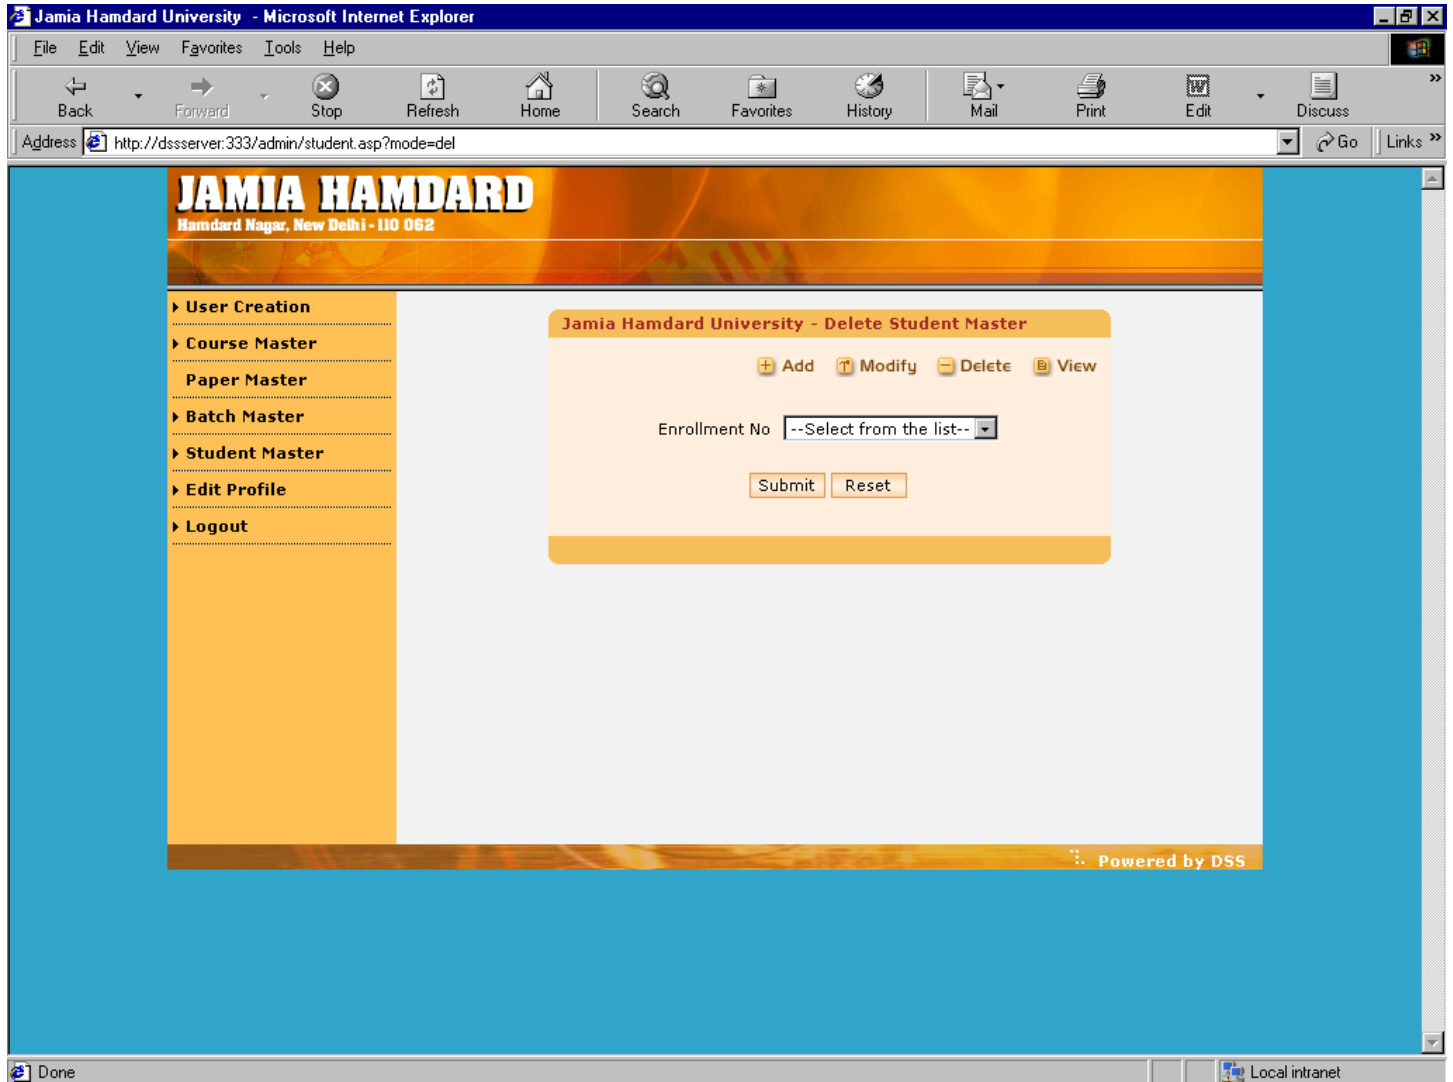 Jamia Hamdard University - Microsoft Internet Explorer
File Edit View Favorites Tools Help
Back Forward Stop Refresh Home Search Favorites History Mail Print Edit Discuss »
Address http://dssserver:333/admin/student.asp?mode=del Go Links »
JAMIA HAMDARD
Hamdard Nagar, New Delhi - 110 062
User Creation
Course Master
Paper Master
Batch Master
Student Master
Edit Profile
Logout
Jamia Hamdard University - Delete Student Master
Add Modify Delete View
Enrollment No --Select from the list--
Submit Reset
Powered by DSS
Done Local intranet